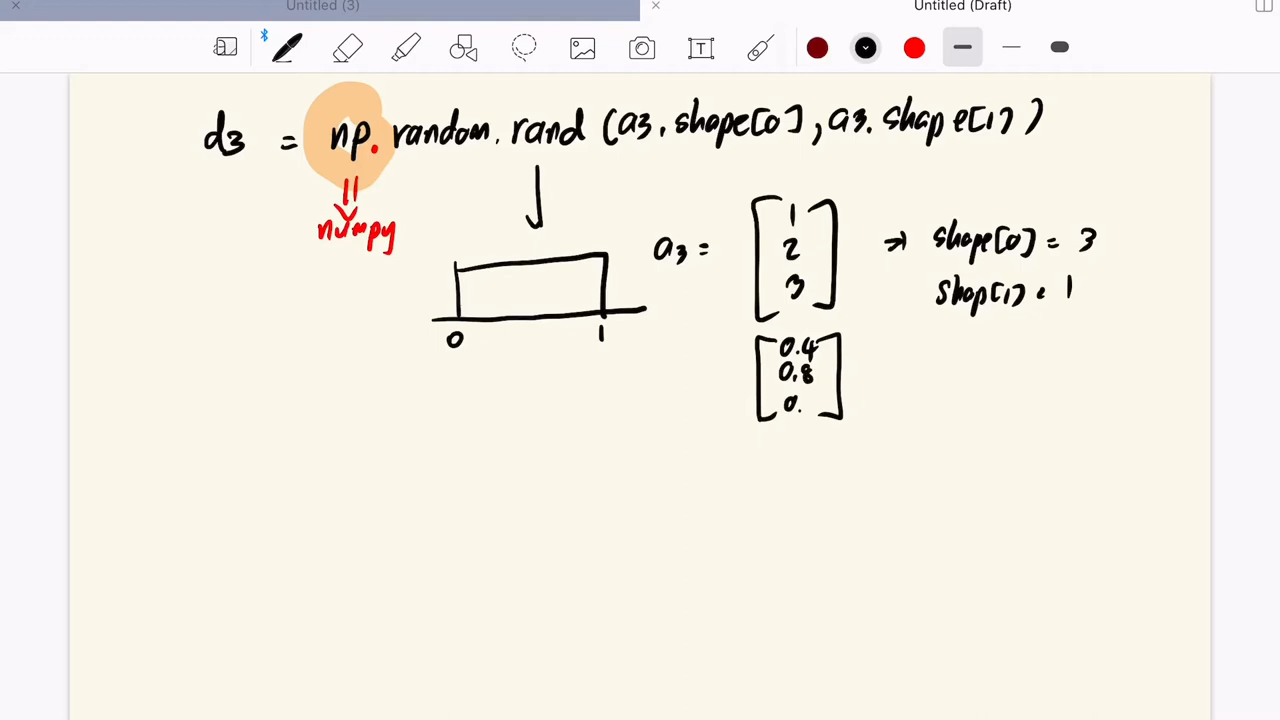 Untitled (3)
Untitled (Draft)
d3 = np.random.rand (a3.shape[0], a3.shape[1])
numpy
a3 = [1 2 3] → shape[0] = 3
shap[1] = 1
0 1
0.4
0.8
0.